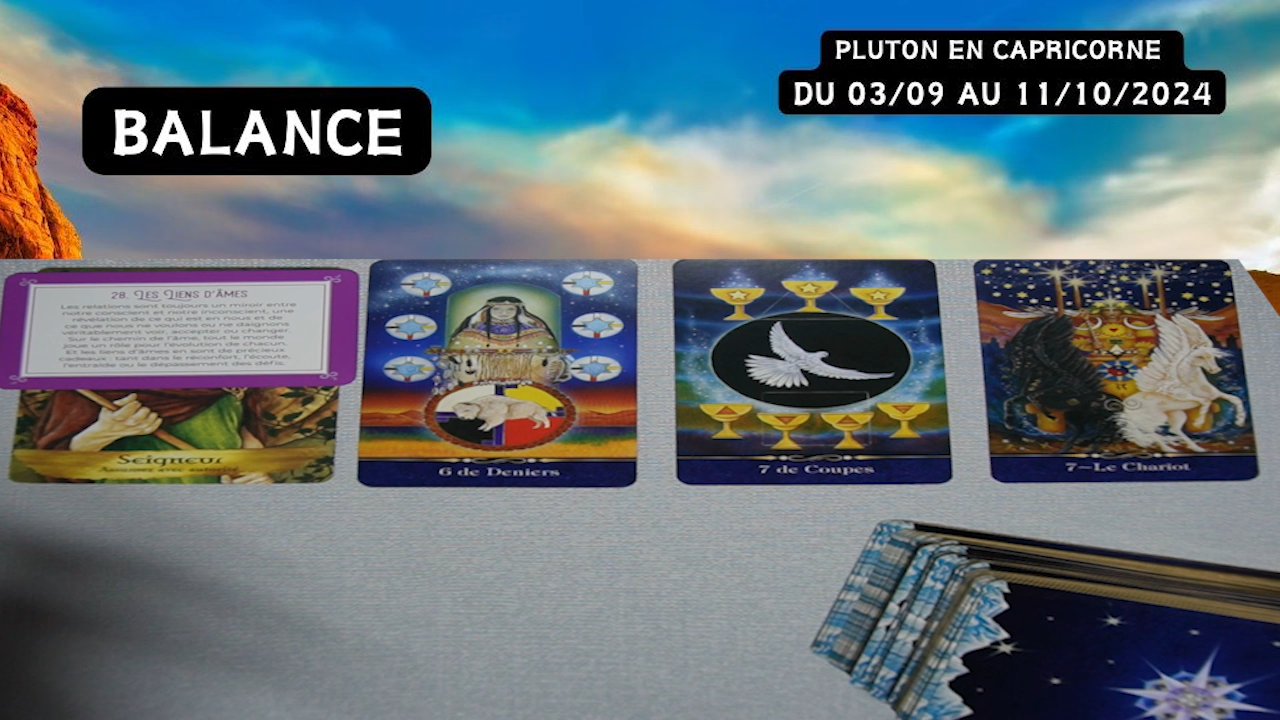 PLUTON EN CAPRICORNE
DU 03/09 AU 11/10/2024
BALANCE
28. LES LIENS D'ÂMES
Les relations sont toujours un miroir entre
notre conscient et notre inconscient, une
révélation de ce qui est en nous et de
ce que nous ne voulons ou ne daignons
véritablement accepter ou changer.
Sur le chemin de l'âme, tout le monde
joue un rôle pour l'évolution de chacun.
Et les liens d'âmes en sont de précieux
cadeaux, tant dans le réconfort, l'écoute,
l'entraide ou le dépassement des défis.
Seigneur
avec autorité
6 de Deniers
7 de Coupes
7~Le Chariot